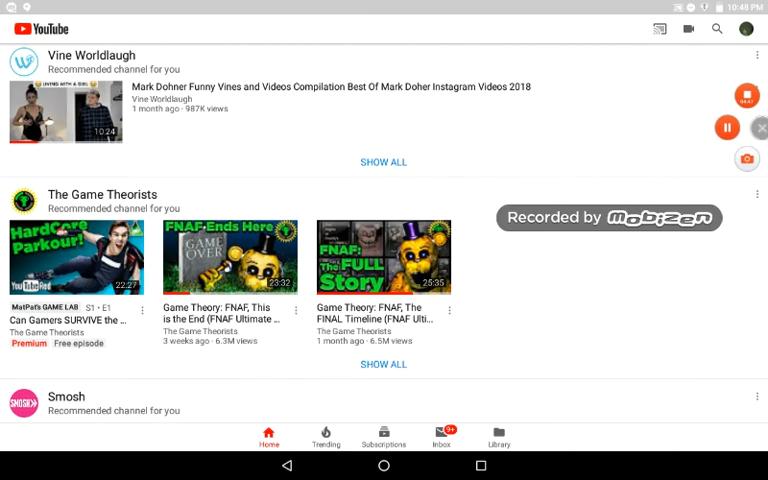 10:48 PM
YouTube
Vine Worldlaugh
Recommended channel for you
LIVING WITH A GIRL
10:24
Mark Dohner Funny Vines and Videos Compilation Best Of Mark Doher Instagram Videos 2018
Vine Worldlaugh
1 month ago · 987K views
04:47
SHOW ALL
The Game Theorists
Recommended channel for you
Recorded by mobizen
HardCore
Parkour!
YouTube Red
22:27
FNAF Ends Here
GAME
OVER
23:32
FNAF:
The FULL
Story
25:35
MatPat's GAME LAB S1 · E1
Can Gamers SURVIVE the ...
The Game Theorists
Premium Free episode
Game Theory: FNAF, This
is the End (FNAF Ultimate ...
The Game Theorists
3 weeks ago · 6.3M views
Game Theory: FNAF, The
FINAL Timeline (FNAF Ulti...
The Game Theorists
1 month ago · 6.5M views
SHOW ALL
SMOSH
Smosh
Recommended channel for you
9+
Home
Trending
Subscriptions
Inbox
Library